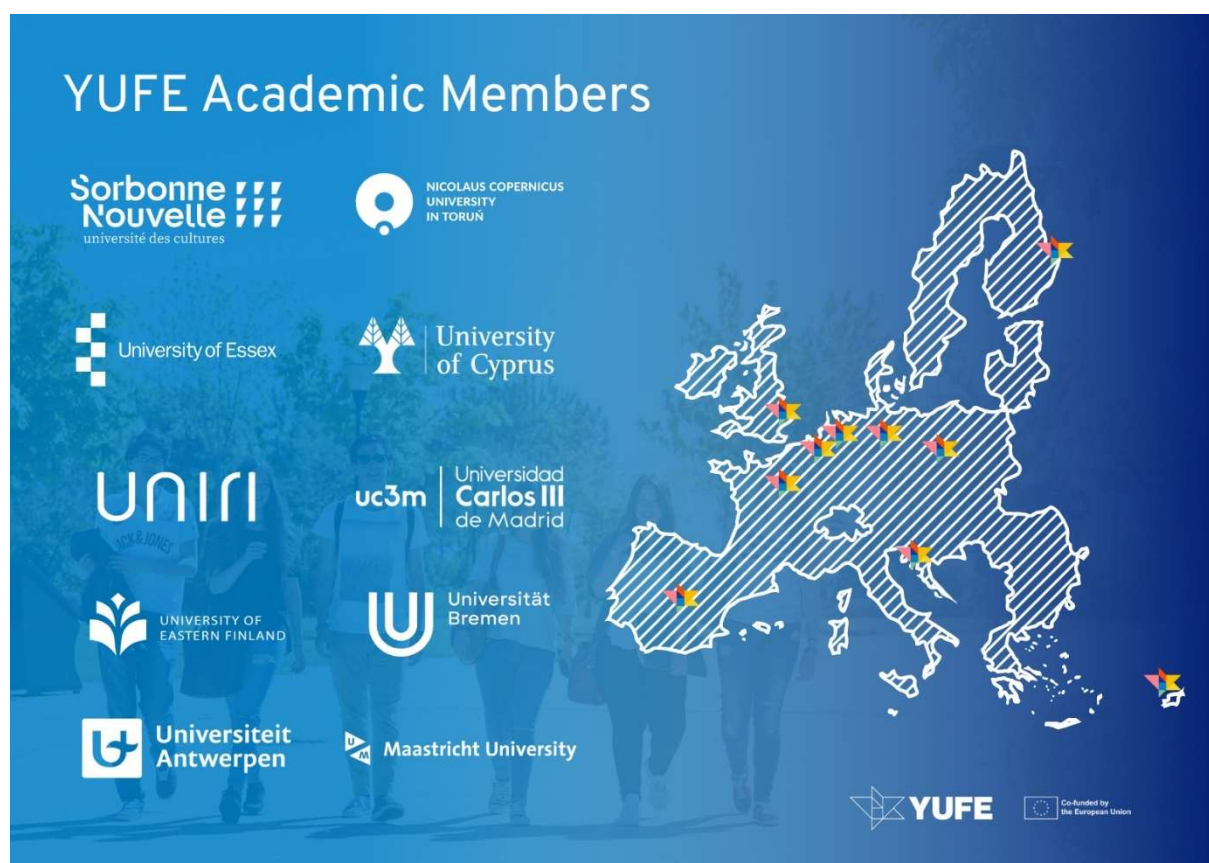 YUFE Academic Members
Sorbonne
Nouvelle
université des cultures
NICOLAUS COPERNICUS
UNIVERSITY
IN TORUŃ
University of Essex
University
of Cyprus
UNIRI
uc3m
Universidad
Carlos III
de Madrid
JACK & JONES
UNIVERSITY OF
EASTERN FINLAND
Universität
Bremen
Universiteit
Antwerpen
U
M
Maastricht University
YUFE
Co-funded by
the European Union